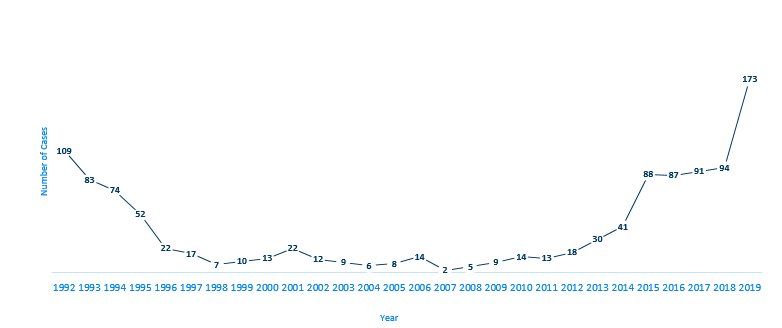 Number of Cases
109 83 74 52 22 17 7 10 13 22 12 9 6 8 14 2 5 9 14 13 18 30 41 88 87 91 94 173
1992 1993 1994 1995 1996 1997 1998 1999 2000 2001 2002 2003 2004 2005 2006 2007 2008 2009 2010 2011 2012 2013 2014 2015 2016 2017 2018 2019
Year